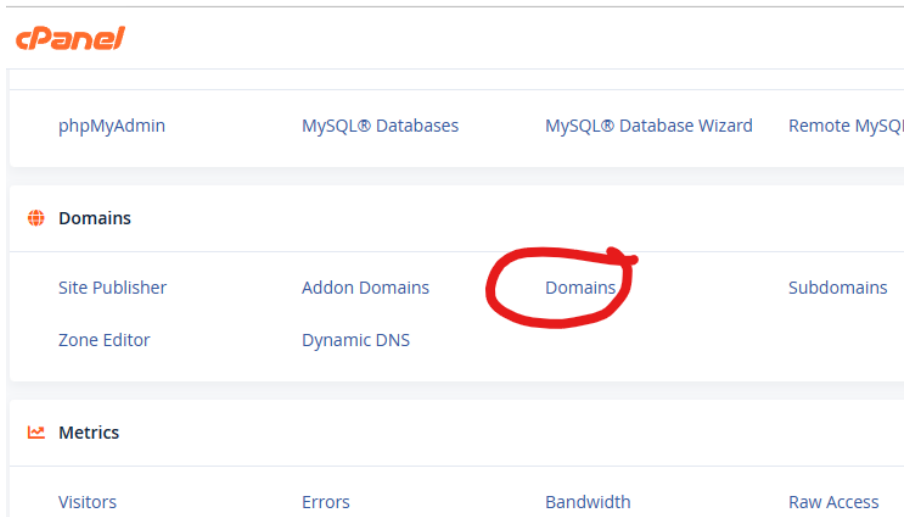 cPanel
phpMyAdmin MySQL® Databases MySQL® Database Wizard Remote
Domains
Site Publisher Addon Domains Domains Subdomains
Zone Editor Dynamic DNS
Metrics
Visitors Errors Bandwidth Raw Access